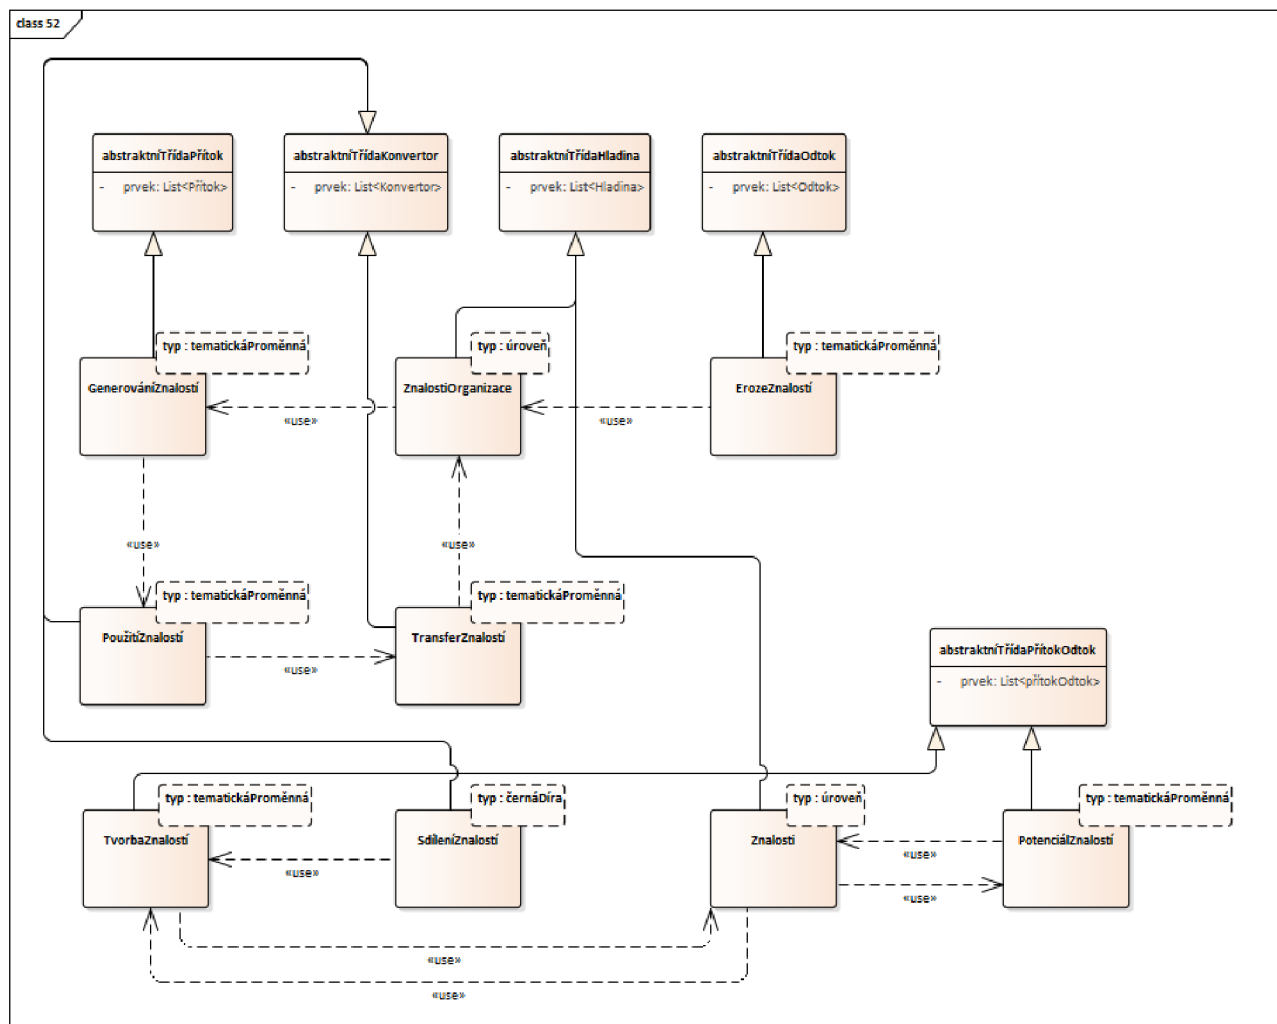 class 52
abstraktníTřídaPřítok
- prvek: List<Přítok>
abstraktníTřídaKonvertor
- prvek: List<Konvertor>
abstraktníTřídaHladina
- prvek: List<Hladina>
abstraktníTřídaOdtok
- prvek: List<Odtok>
typ : tematickáProměnná
GenerováníZnalostí
typ : úroveň
ZnalostiOrganizace
typ : tematickáProměnná
ErozeZnalostí
«use»
«use»
«use»
«use»
typ : tematickáProměnná
PoužitíZnalostí
typ : tematickáProměnná
TransferZnalostí
«use»
abstraktníTřídaPřítokOdtok
- prvek: List<přítokOdtok>
typ : tematickáProměnná
TvorbaZnalostí
typ : černáDíra
SdíleníZnalostí
typ : úroveň
Znalosti
typ : tematickáProměnná
PotenciálZnalostí
«use»
«use»
«use»
«use»
«use»